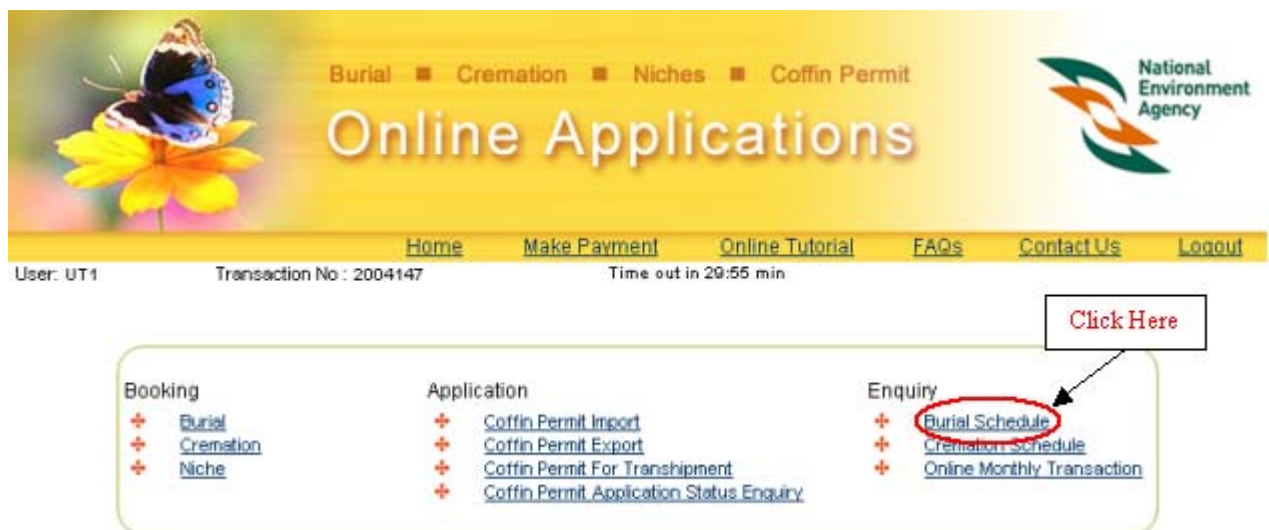 Burial ■ Cremation ■ Niches ■ Coffin Permit
Online Applications
National
Environment
Agency
Home Make Payment Online Tutorial FAQs Contact Us Logout
User: UT1 Transaction No : 2004147 Time out in 29:55 min
Click Here
Booking
Burial
Cremation
Niche
Application
Coffin Permit Import
Coffin Permit Export
Coffin Permit For Transhipment
Coffin Permit Application Status Enquiry
Enquiry
Burial Schedule
Cremation Schedule
Online Monthly Transaction